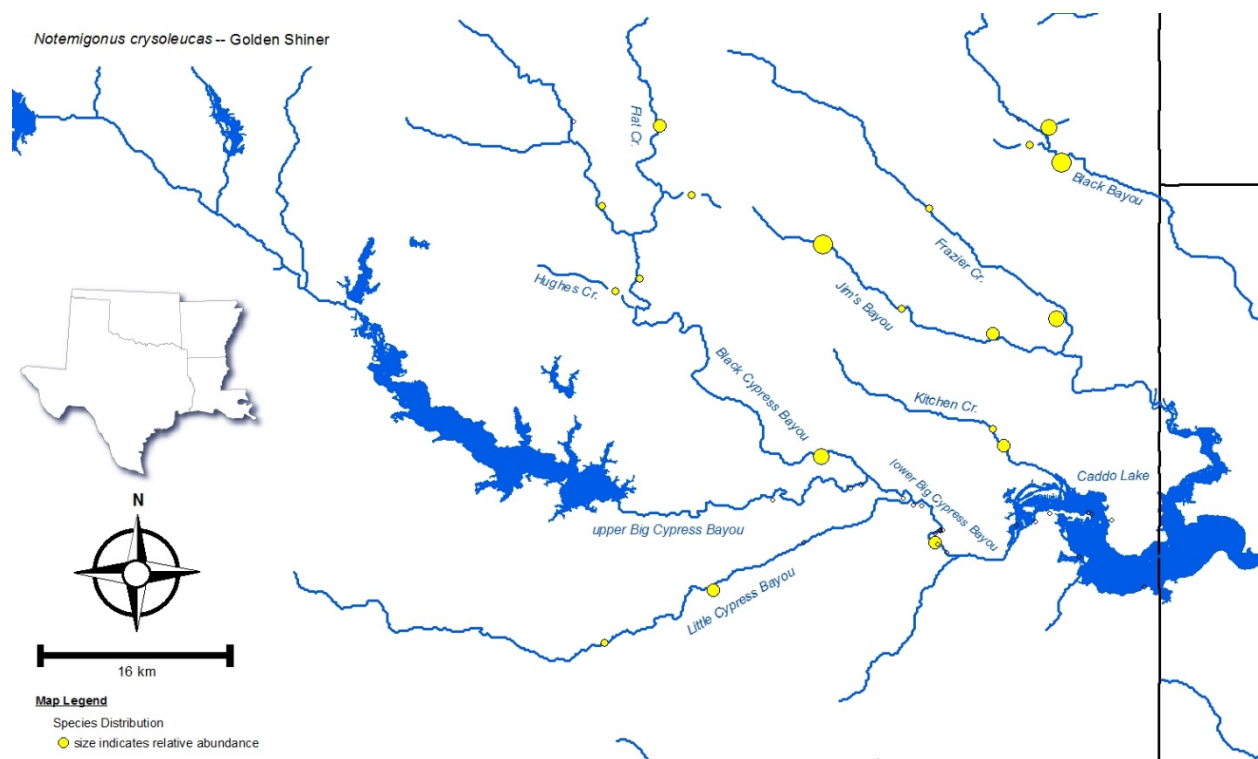 Notemigonus crysoleucas -- Golden Shiner
Flat Cr.
Black Bayou
Frazier Cr.
Hughes Cr.
Jim's Bayou
Black Cypress Bayou
Kitchen Cr.
lower Big Cypress Bayou
Caddo Lake
upper Big Cypress Bayou
Little Cypress Bayou
N
16 km
Map Legend
Species Distribution
size indicates relative abundance